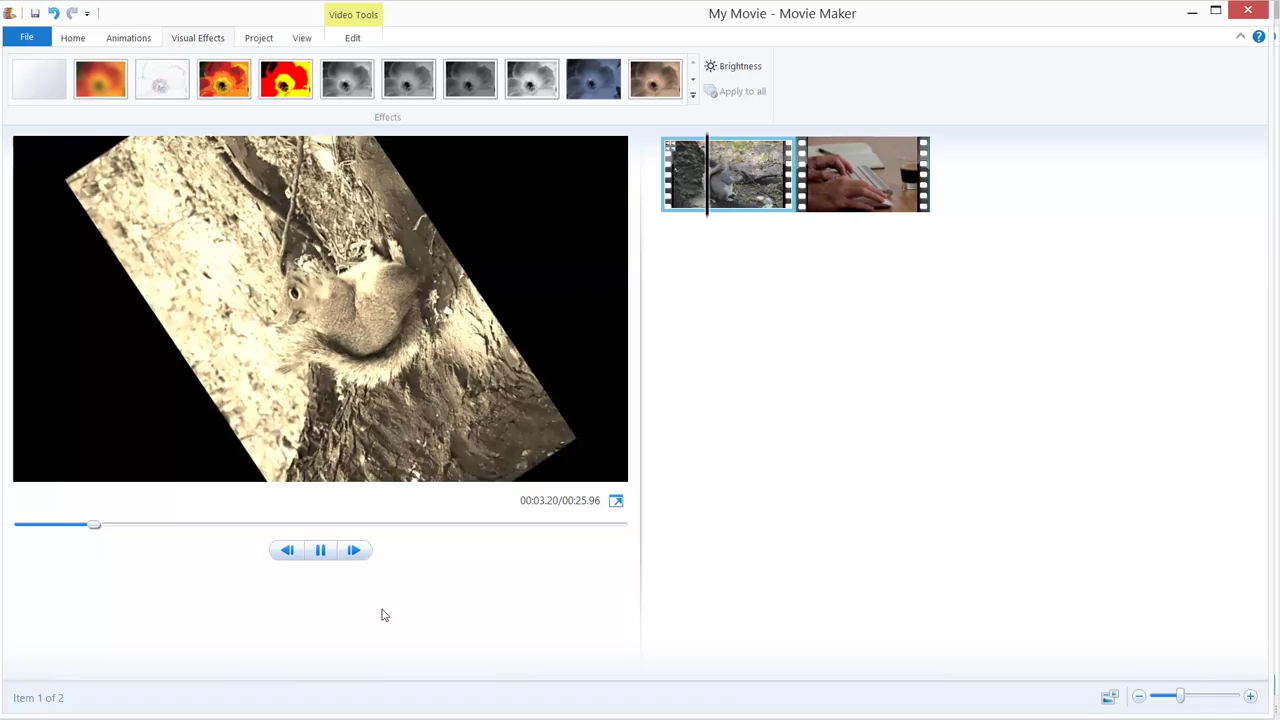 Video Tools
My Movie - Movie Maker
File
Home
Animations
Visual Effects
Project
View
Edit
Brightness
Apply to all
Effects
00:03.20/00:25.96
Item 1 of 2